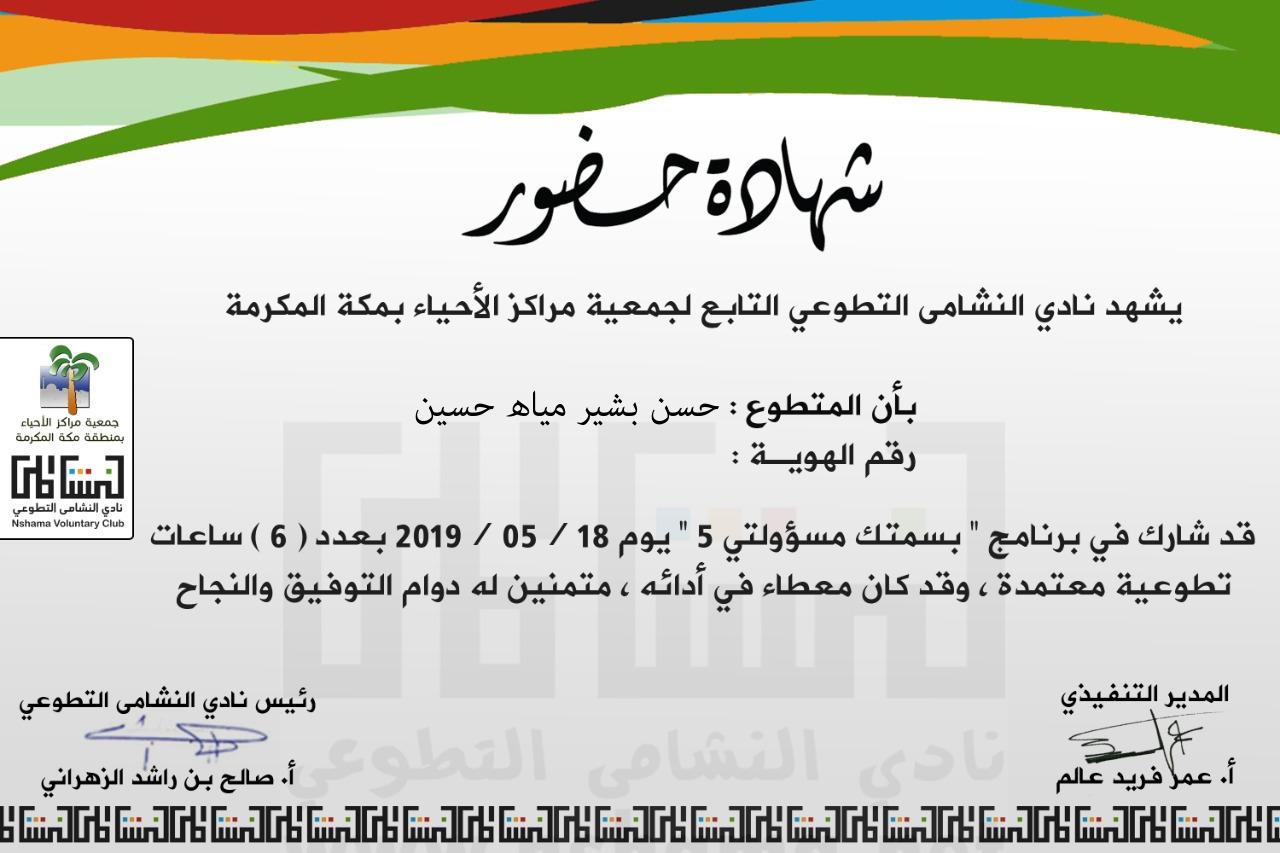 شهادة حضور
يشهد نادي النشامى التطوعي التابع لجمعية مراكز الأحياء بمكة المكرمة
بأن المتطوع : حسن بشير مياه حسين
رقم الهويــة :
جمعية مراكز الأحياء
بمنطقة مكة المكرمة
النشامى
نادي النشامى التطوعي
Nshama Voluntary Club
قد شارك في برنامج " بسمتك مسؤولتي 5 " يوم 18 / 05 / 2019 بعدد ( 6 ) ساعات
تطوعية معتمدة ، وقد كان معطاء في أدائه ، متمنين له دوام التوفيق والنجاح
المدير التنفيذي
أ. عمر فريد عالم
رئيس نادي النشامى التطوعي
أ. صالح بن راشد الزهراني
نادي النشامى التطوعي